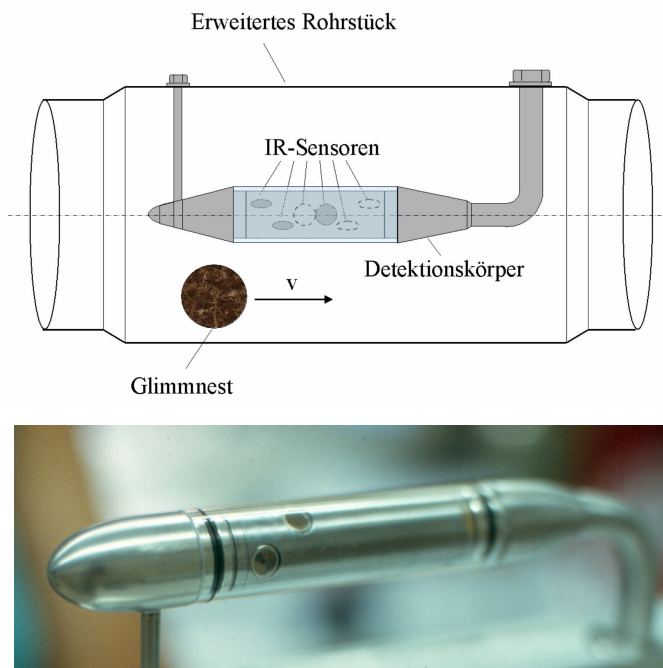 Erweitertes Rohrstück
IR-Sensoren
Detektionskörper
v
Glimmnest